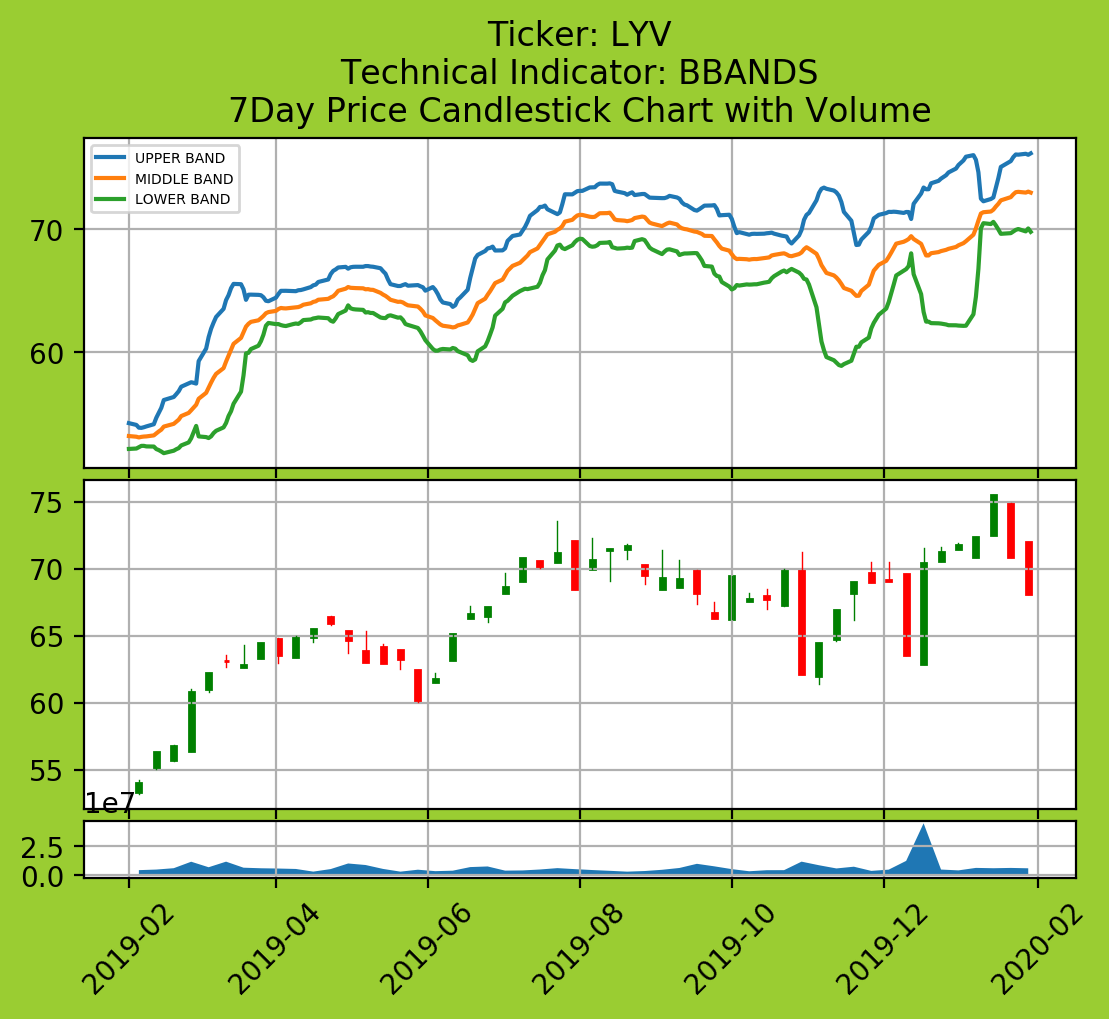 Ticker: LYV
Technical Indicator: BBANDS
7Day Price Candlestick Chart with Volume
UPPER BAND
MIDDLE BAND
LOWER BAND
70
60
75
70
65
60
55
1e7
2.5
0.0
2019-02
2019-04
2019-06
2019-08
2019-10
2019-12
2020-02